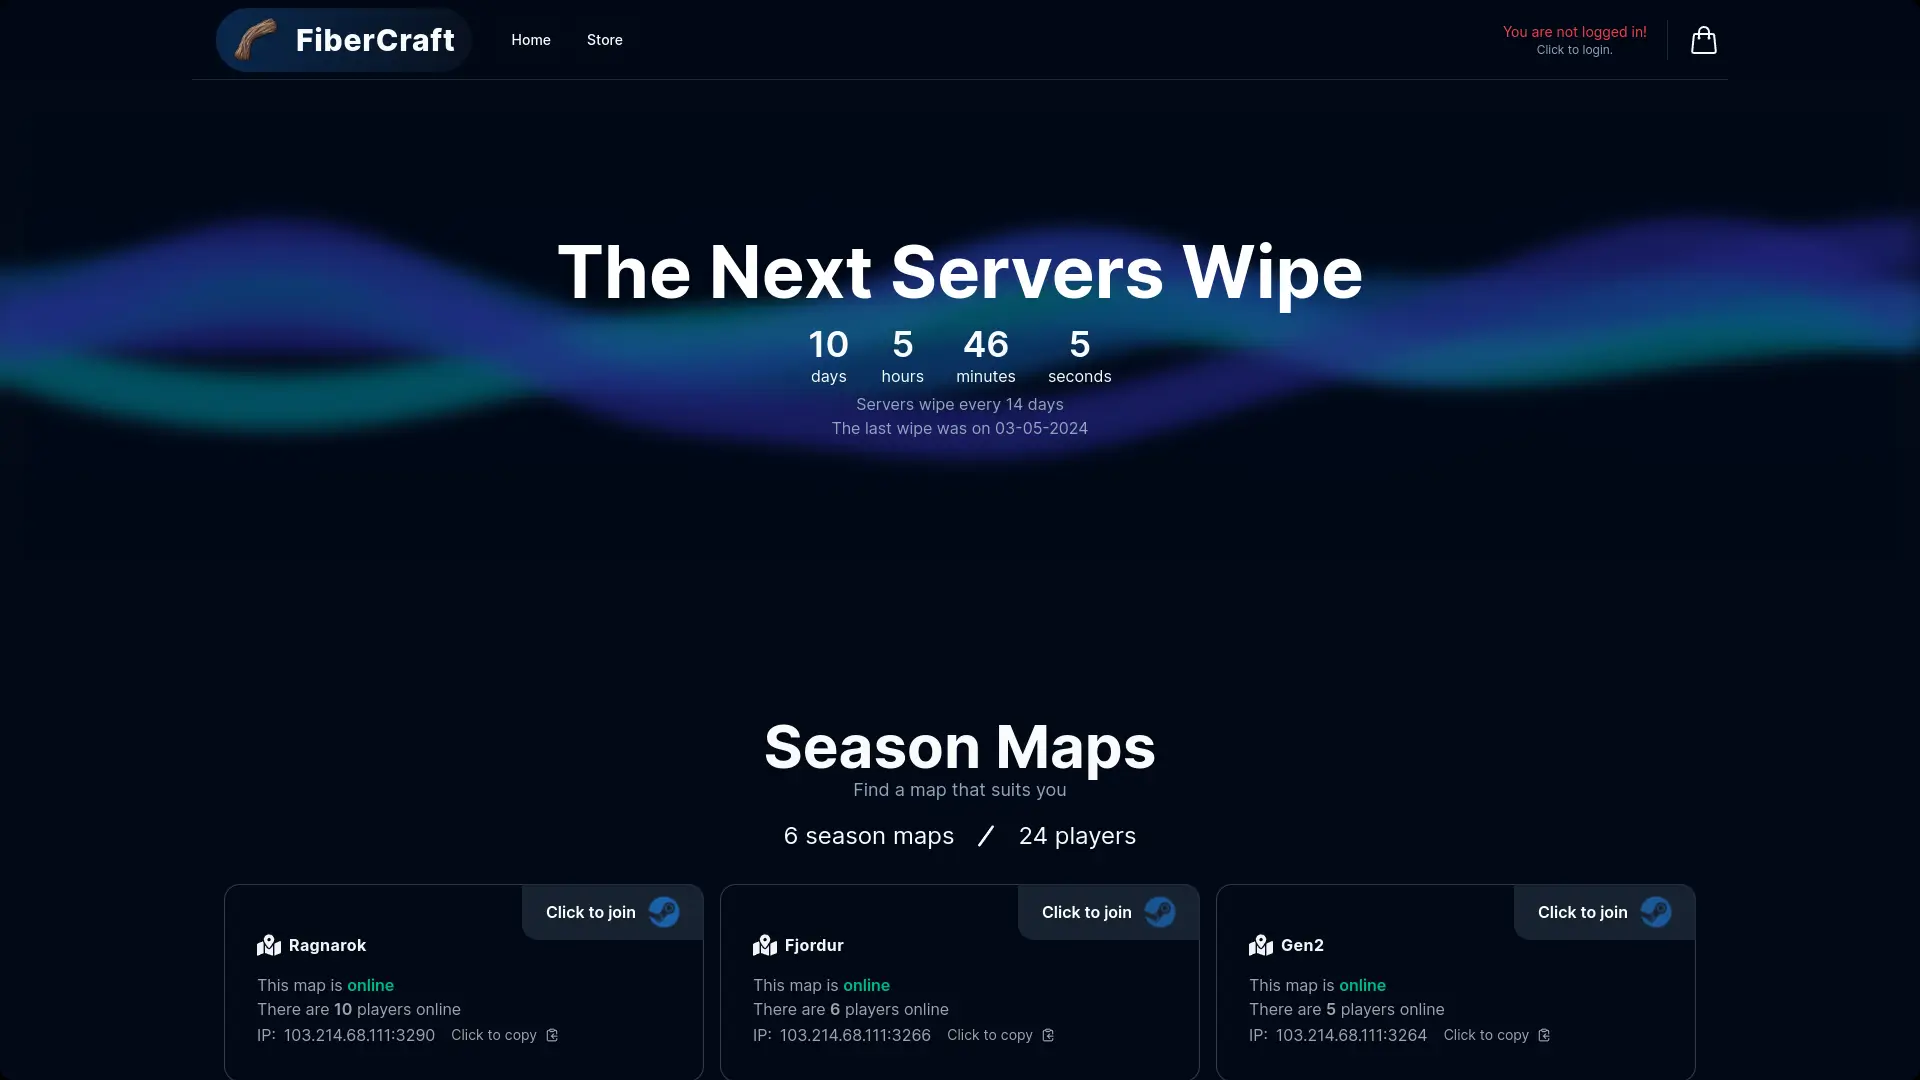 FiberCraft
Home
Store
You are not logged in!
Click to login.
The Next Servers Wipe
10 5 46 5
days hours minutes seconds
Servers wipe every 14 days
The last wipe was on 03-05-2024
Season Maps
Find a map that suits you
6 season maps / 24 players
Click to join
Ragnarok
This map is online
There are 10 players online
IP: 103.214.68.111:3290 Click to copy
Click to join
Fjordur
This map is online
There are 6 players online
IP: 103.214.68.111:3266 Click to copy
Click to join
Gen2
This map is online
There are 5 players online
IP: 103.214.68.111:3264 Click to copy